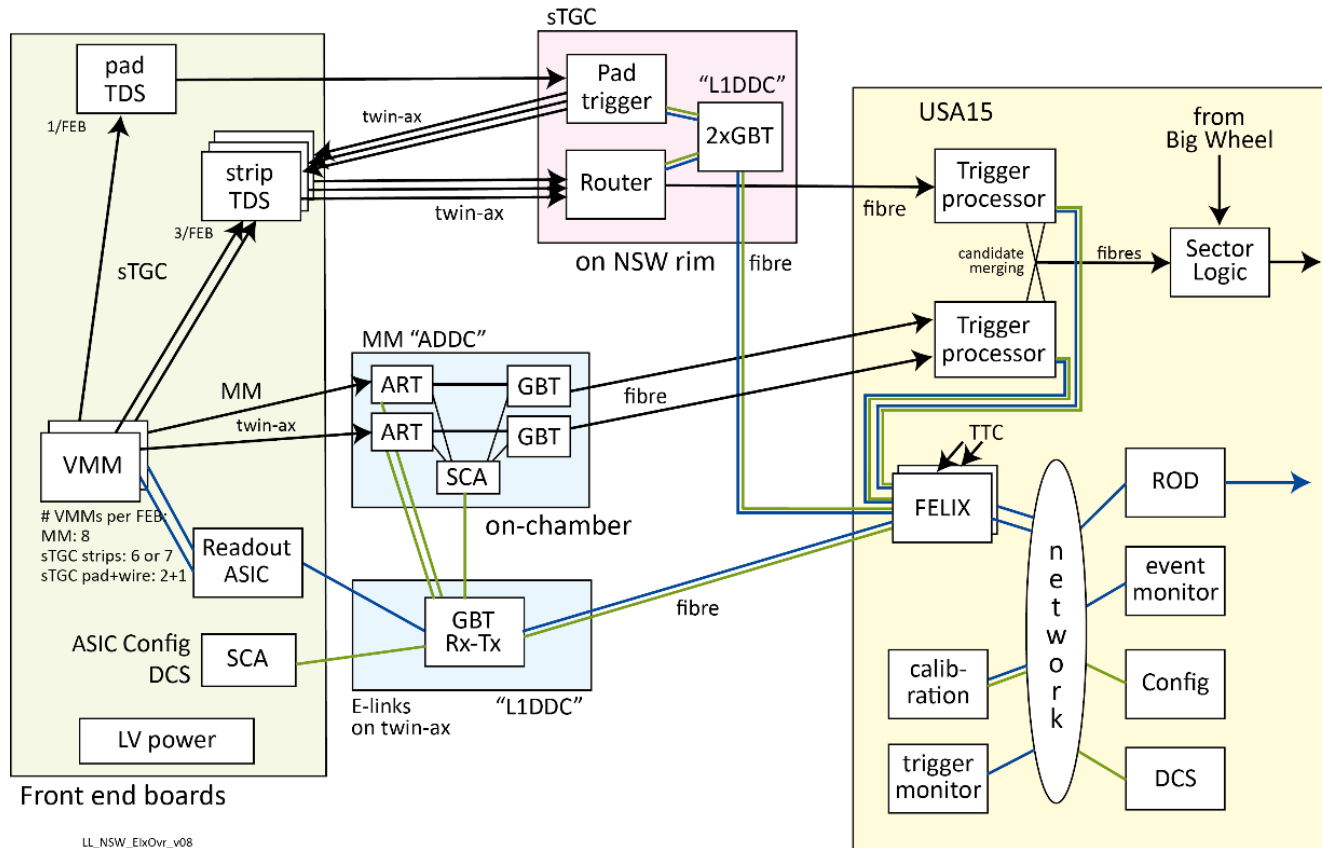 sTGC
pad
TDS
1/FEB
twin-ax
Pad
trigger
"L1DDC"
2xGBT
USA15
from
Big Wheel
strip
TDS
3/FEB
sTGC
Router
twin-ax
on NSW rim
fibre
fibre
Trigger
processor
candidate
merging
fibres
Sector
Logic
Trigger
processor
MM "ADDC"
ART
GBT
ART
GBT
SCA
on-chamber
MM
twin-ax
fibre
VMM
# VMMs per FEB:
MM: 8
sTGC strips: 6 or 7
sTGC pad+wire: 2+1
Readout
ASIC
ASIC Config
DCS
SCA
LV power
Front end boards
GBT
Rx-Tx
E-links
on twin-ax
"L1DDC"
fibre
TTC
FELIX
network
ROD
event
monitor
calib-
ration
Config
trigger
monitor
DCS
LL_NSW_ElxOvr_v08